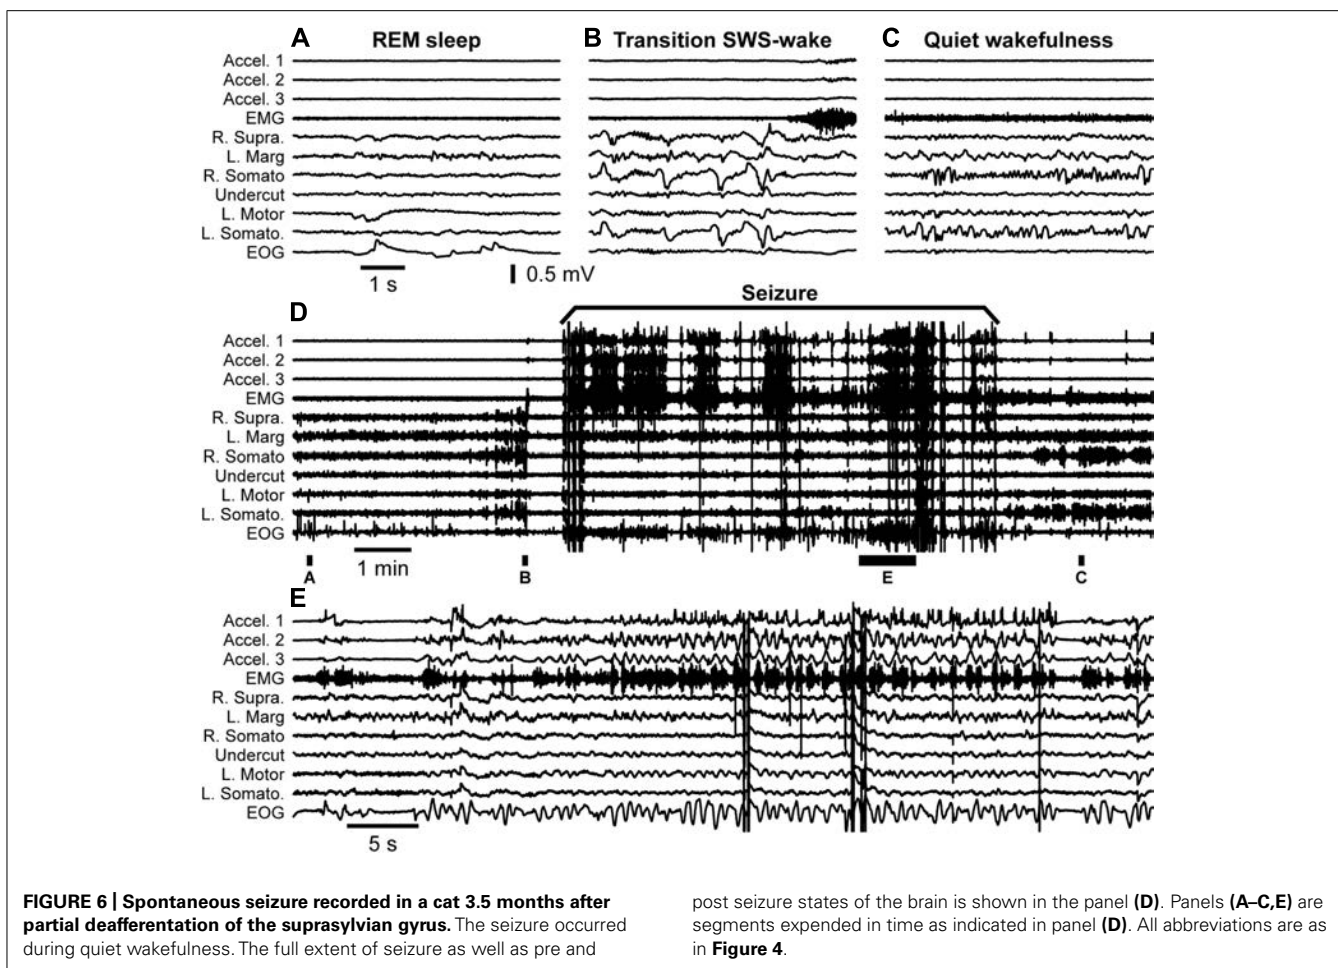 A REM sleep
B Transition SWS-wake
C Quiet wakefulness
Accel. 1
Accel. 2
Accel. 3
EMG
R. Supra.
L. Marg
R. Somato
Undercut
L. Motor
L. Somato.
EOG
1 s
0.5 mV
Seizure
D
Accel. 1
Accel. 2
Accel. 3
EMG
R. Supra.
L. Marg
R. Somato
Undercut
L. Motor
L. Somato.
EOG
1 min
A B E C
E
Accel. 1
Accel. 2
Accel. 3
EMG
R. Supra.
L. Marg
R. Somato
Undercut
L. Motor
L. Somato.
EOG
5 s
FIGURE 6 | Spontaneous seizure recorded in a cat 3.5 months after
partial deafferentation of the suprasylvian gyrus. The seizure occurred
during quiet wakefulness. The full extent of seizure as well as pre and
post seizure states of the brain is shown in the panel (D). Panels (A–C,E) are
segments expended in time as indicated in panel (D). All abbreviations are as
in Figure 4.